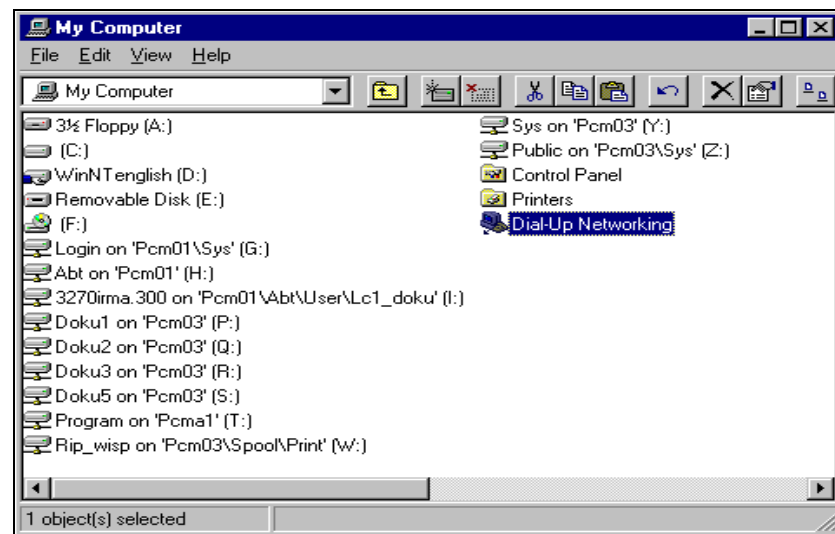 My Computer
File Edit View Help
My Computer
3½ Floppy (A:)
(C:)
WinNTenglish (D:)
Removable Disk (E:)
(F:)
Login on 'Pcm01\Sys' (G:)
Abt on 'Pcm01' (H:)
3270irma.300 on 'Pcm01\Abt\User\Lc1_doku' (I:)
Doku1 on 'Pcm03' (P:)
Doku2 on 'Pcm03' (Q:)
Doku3 on 'Pcm03' (R:)
Doku5 on 'Pcm03' (S:)
Program on 'Pcma1' (T:)
Rip_wisp on 'Pcm03\Spool\Print' (W:)
Sys on 'Pcm03' (Y:)
Public on 'Pcm03\Sys' (Z:)
Control Panel
Printers
Dial-Up Networking
1 object(s) selected